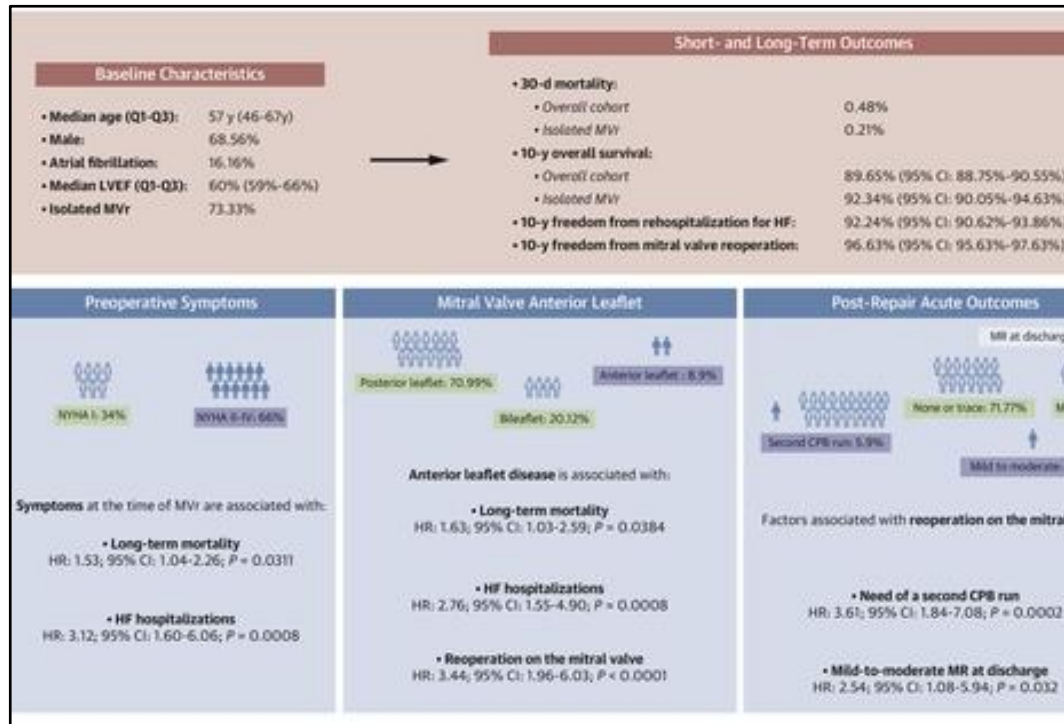 Baseline Characteristics
• Median age (Q1-Q3): 57 y (46-67y)
• Male: 68.56%
• Atrial fibrillation: 16.16%
• Median LVEF (Q1-Q3): 60% (59%-66%)
• Isolated MVr 73.33%
Short- and Long-Term Outcomes
• 30-d mortality:
• Overall cohort 0.48%
• Isolated MVr 0.21%
• 10-y overall survival:
• Overall cohort 89.65% (95% CI: 88.75%-90.55%)
• Isolated MVr 92.34% (95% CI: 90.05%-94.63%)
• 10-y freedom from rehospitalization for HF: 92.24% (95% CI: 90.62%-93.86%)
• 10-y freedom from mitral valve reoperation: 96.63% (95% CI: 95.63%-97.63%)
Preoperative Symptoms
NYHA I: 34%
NYHA II-IV: 66%
Symptoms at the time of MVr are associated with:
• Long-term mortality
HR: 1.53; 95% CI: 1.04-2.26; P = 0.0311
• HF hospitalizations
HR: 3.12; 95% CI: 1.60-6.06; P = 0.0008
Mitral Valve Anterior Leaflet
Posterior leaflet: 70.99%
Anterior leaflet : 8.9%
Bileaflet: 20.12%
Anterior leaflet disease is associated with:
• Long-term mortality
HR: 1.63; 95% CI: 1.03-2.59; P = 0.0384
• HF hospitalizations
HR: 2.76; 95% CI: 1.55-4.90; P = 0.0008
• Reoperation on the mitral valve
HR: 3.44; 95% CI: 1.96-6.03; P < 0.0001
Post-Repair Acute Outcomes
MR at discharg
None or trace: 71.77%
M
Second CPB run: 5.9%
Mild to moderate
Factors associated with reoperation on the mitra
• Need of a second CPB run
HR: 3.61; 95% CI: 1.84-7.08; P = 0.0002
• Mild-to-moderate MR at discharge
HR: 2.54; 95% CI: 1.08-5.94; P = 0.032